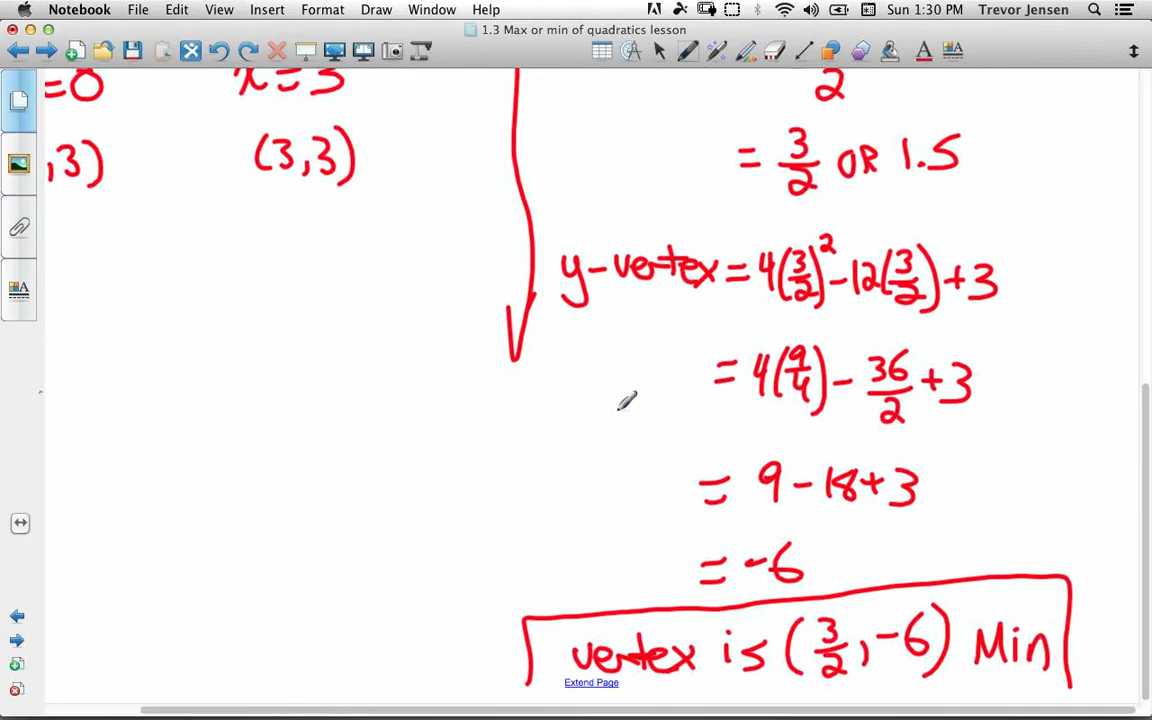 Notebook File Edit View Insert Format Draw Window Help Sun 1:30 PM Trevor Jensen
1.3 Max or min of quadratics lesson
=0 x=3
,3) (3,3)
2
= 3/2 OR 1.5
y-vertex = 4(3/2)² - 12(3/2) + 3
= 4(9/4) - 36/2 + 3
= 9 - 18 + 3
= -6
vertex is (3/2, -6) Min
Extend Page